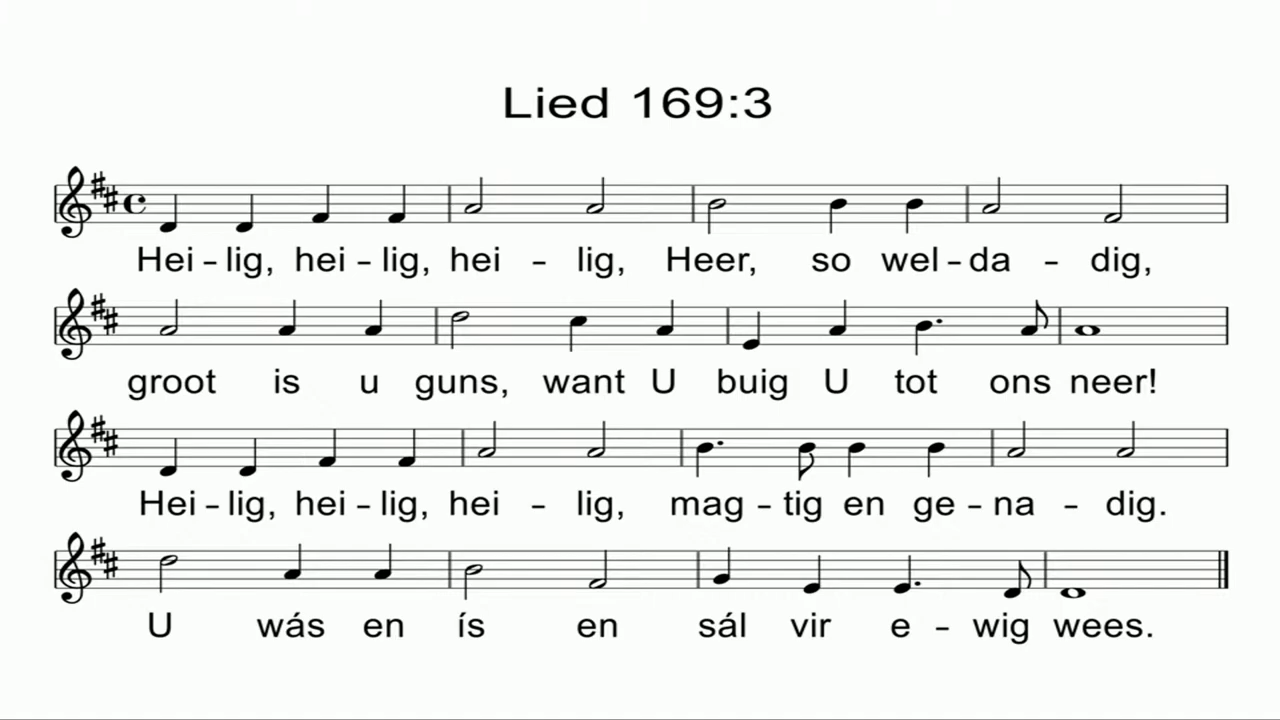 Lied 169:3
Hei – lig, hei – lig, hei – lig, Heer, so wel – da – dig,
groot is u guns, want U buig U tot ons neer!
Hei – lig, hei – lig, hei – lig, mag – tig en ge – na – dig.
U wás en ís en sál vir e – wig wees.